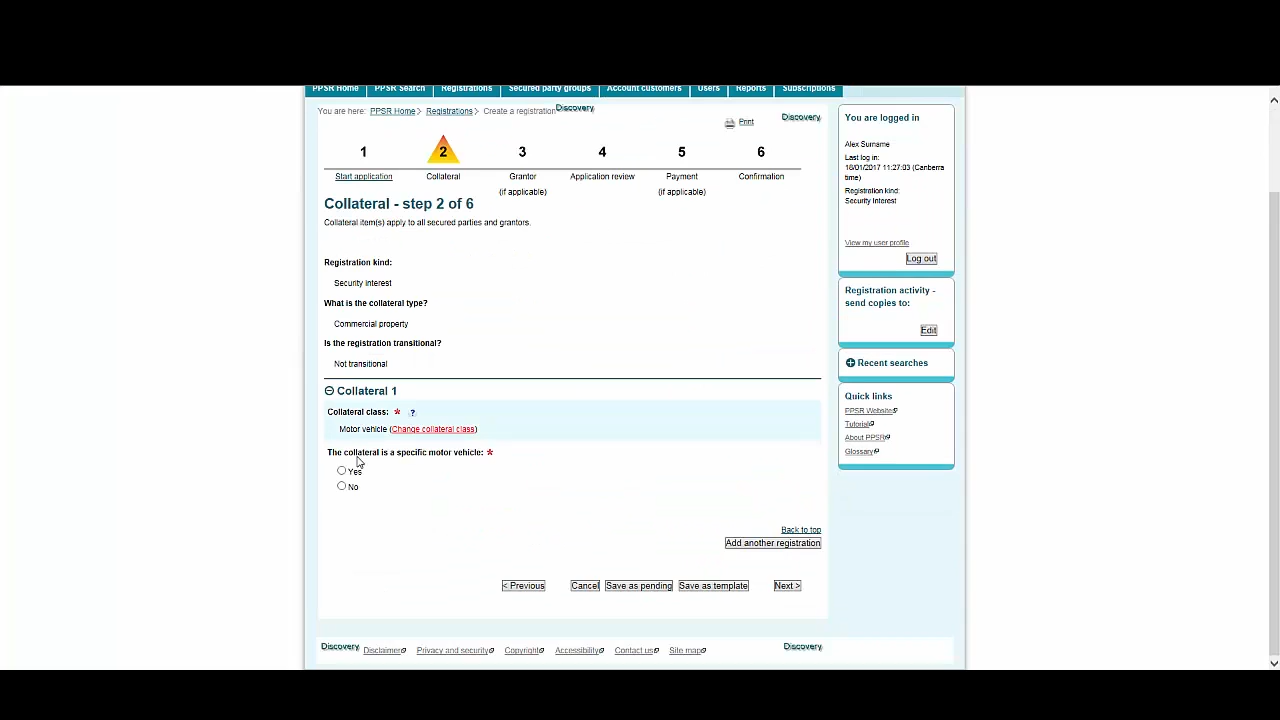 PPSR Home PPSR Search Registrations Secured party groups Account customers Users Reports Subscriptions
You are here: PPSR Home > Registrations > Create a registration Discovery
Print
Discovery
1 2 3 4 5 6
Start application Collateral Grantor Application review Payment Confirmation
(if applicable) (if applicable)
Collateral - step 2 of 6
Collateral item(s) apply to all secured parties and grantors.
Registration kind:
Security interest
What is the collateral type?
Commercial property
Is the registration transitional?
Not transitional
Collateral 1
Collateral class: * ?
Motor vehicle (Change collateral class)
The collateral is a specific motor vehicle: *
Yes
No
Back to top
Add another registration
< Previous Cancel Save as pending Save as template Next >
You are logged in
Alex Surname
Last log in:
18/01/2017 11:27:03 (Canberra
time)
Registration kind:
Security Interest
View my user profile
Log out
Registration activity -
send copies to:
Edit
Recent searches
Quick links
PPSR Website
Tutorial
About PPSR
Glossary
Discovery Disclaimer Privacy and security Copyright Accessibility Contact us Site map Discovery